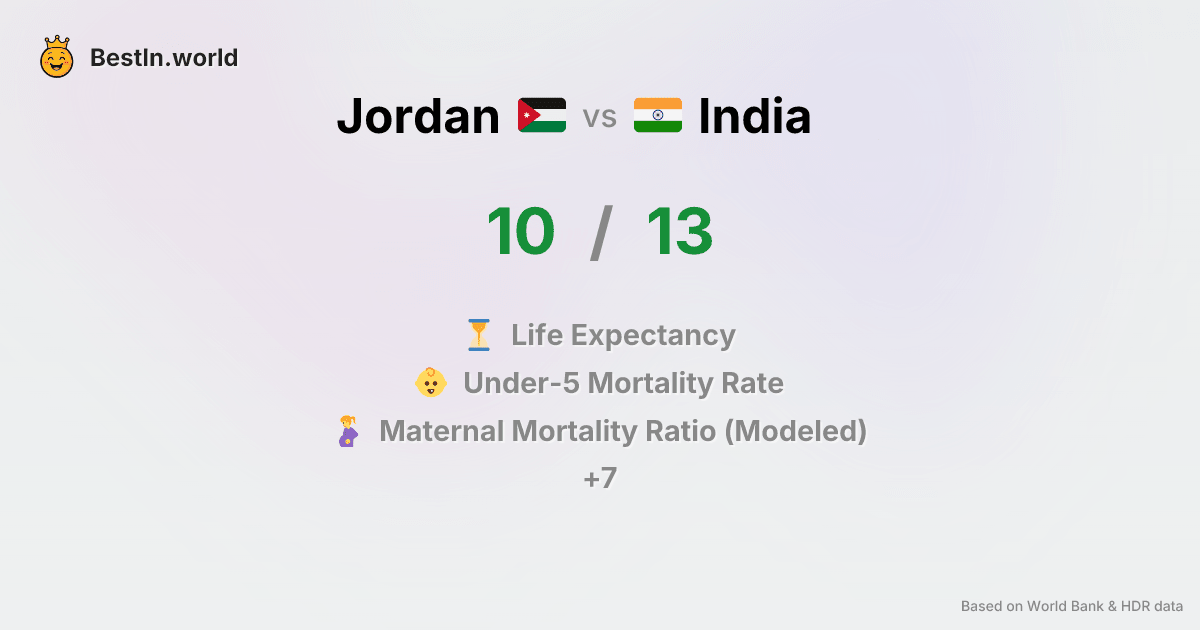 BestIn.world
Jordan vs India
10 / 13
Life Expectancy
Under-5 Mortality Rate
Maternal Mortality Ratio (Modeled)
+7
Based on World Bank & HDR data